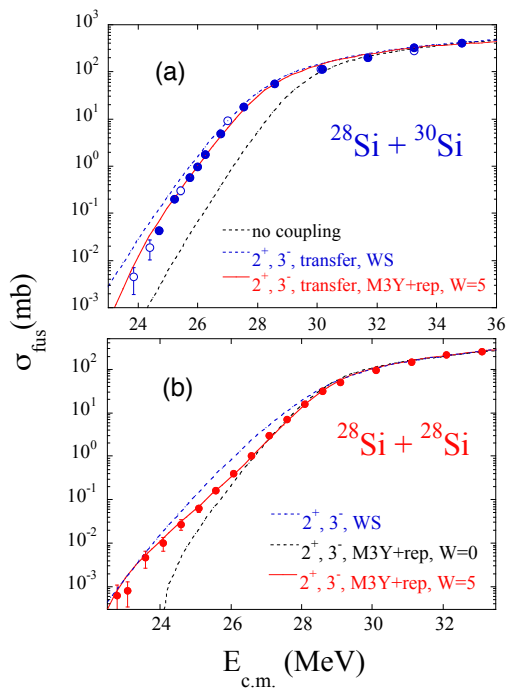 10³
(a)
10²
10¹
²⁸Si + ³⁰Si
10⁰
10⁻¹
no coupling
2⁺, 3⁻, transfer, WS
2⁺, 3⁻, transfer, M3Y+rep, W=5
10⁻²
10⁻³
24 26 28 30 32 34 36
σfus(mb)
(b)
10²
10¹
²⁸Si + ²⁸Si
10⁰
10⁻¹
2⁺, 3⁻, WS
2⁺, 3⁻, M3Y+rep, W=0
2⁺, 3⁻, M3Y+rep, W=5
10⁻²
10⁻³
24 26 28 30 32
E c.m. (MeV)